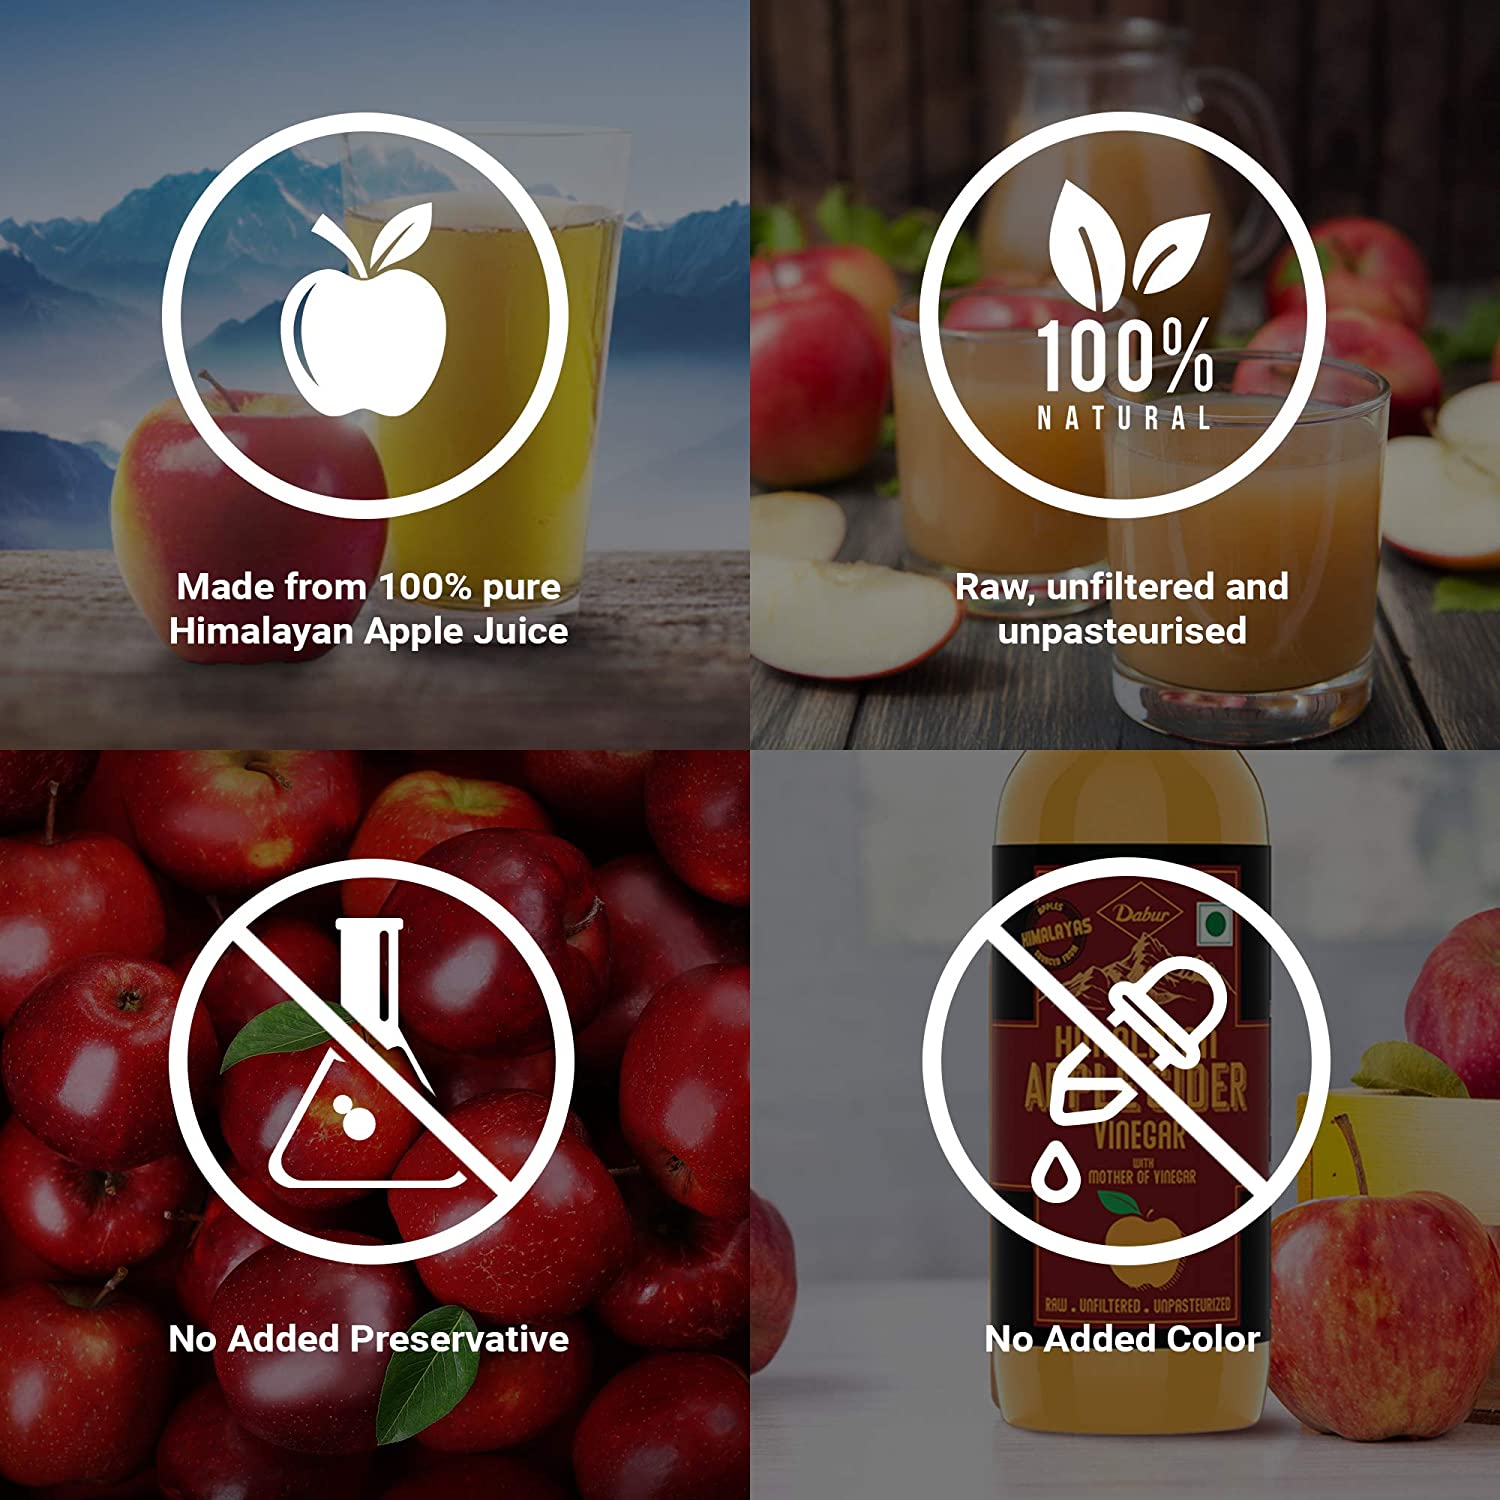 100%
NATURAL
Made from 100% pure
Himalayan Apple Juice
Raw, unfiltered and
unpasteurised
No Added Preservative
Dabur
APPLES
HIMALAYAS
SOURCED FROM
HIMALAYAN
APPLE CIDER
VINEGAR
WITH
MOTHER OF VINEGAR
RAW . UNFILTERED . UNPASTEURIZED
No Added Color